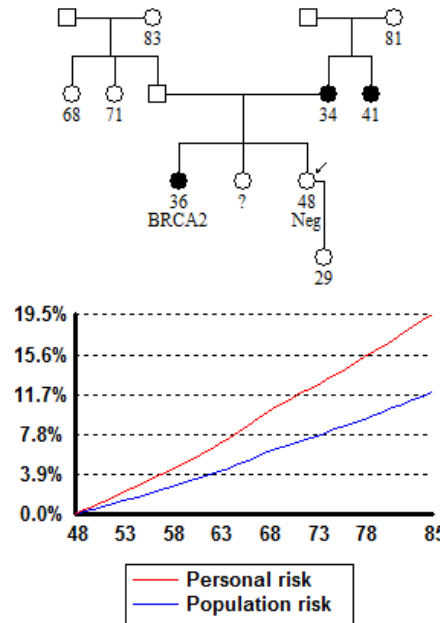 83 81
68 71 34 41
36 ? 48
BRCA2 Neg
29
19.5%
15.6%
11.7%
7.8%
3.9%
0.0%
48 53 58 63 68 73 78 85
Personal risk
Population risk